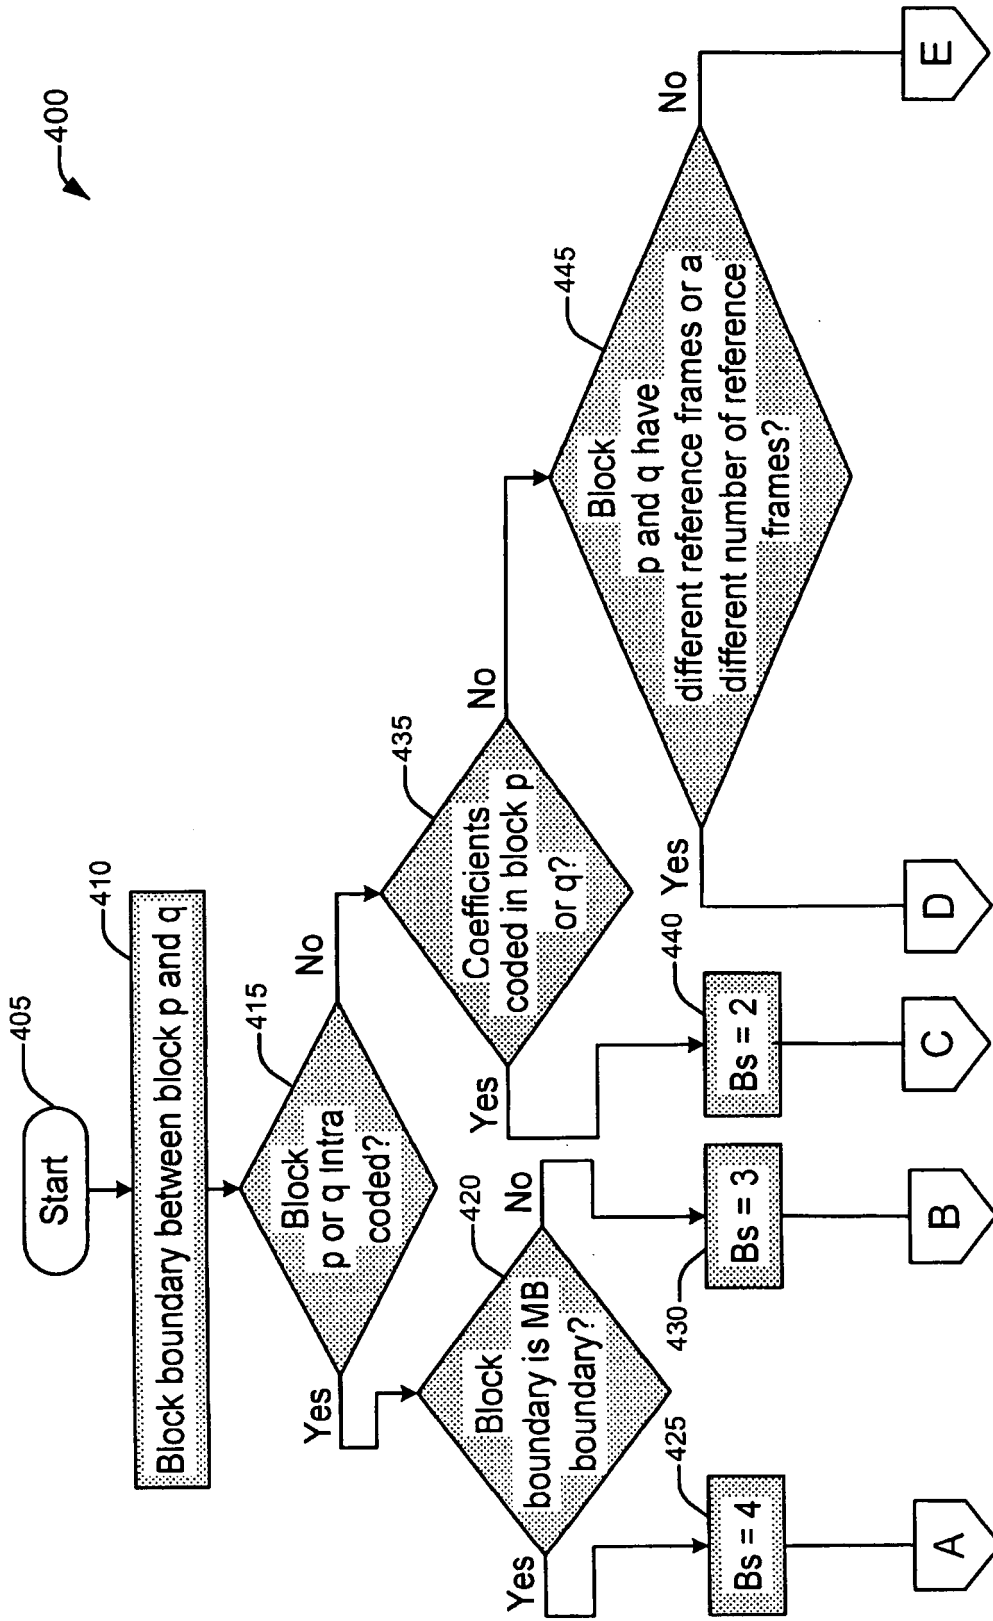 400
Start
405
Block boundary between block p and q
410
Block
p or q Intra
coded?
415
Yes
No
Block
boundary is MB
boundary?
420
Yes
No
Coefficients
coded in block p
or q?
435
Yes
No
Block
p and q have
different reference frames or a
different number of reference
frames?
445
Yes
No
Bs = 4
425
Bs = 3
430
Bs = 2
440
A
B
C
D
E